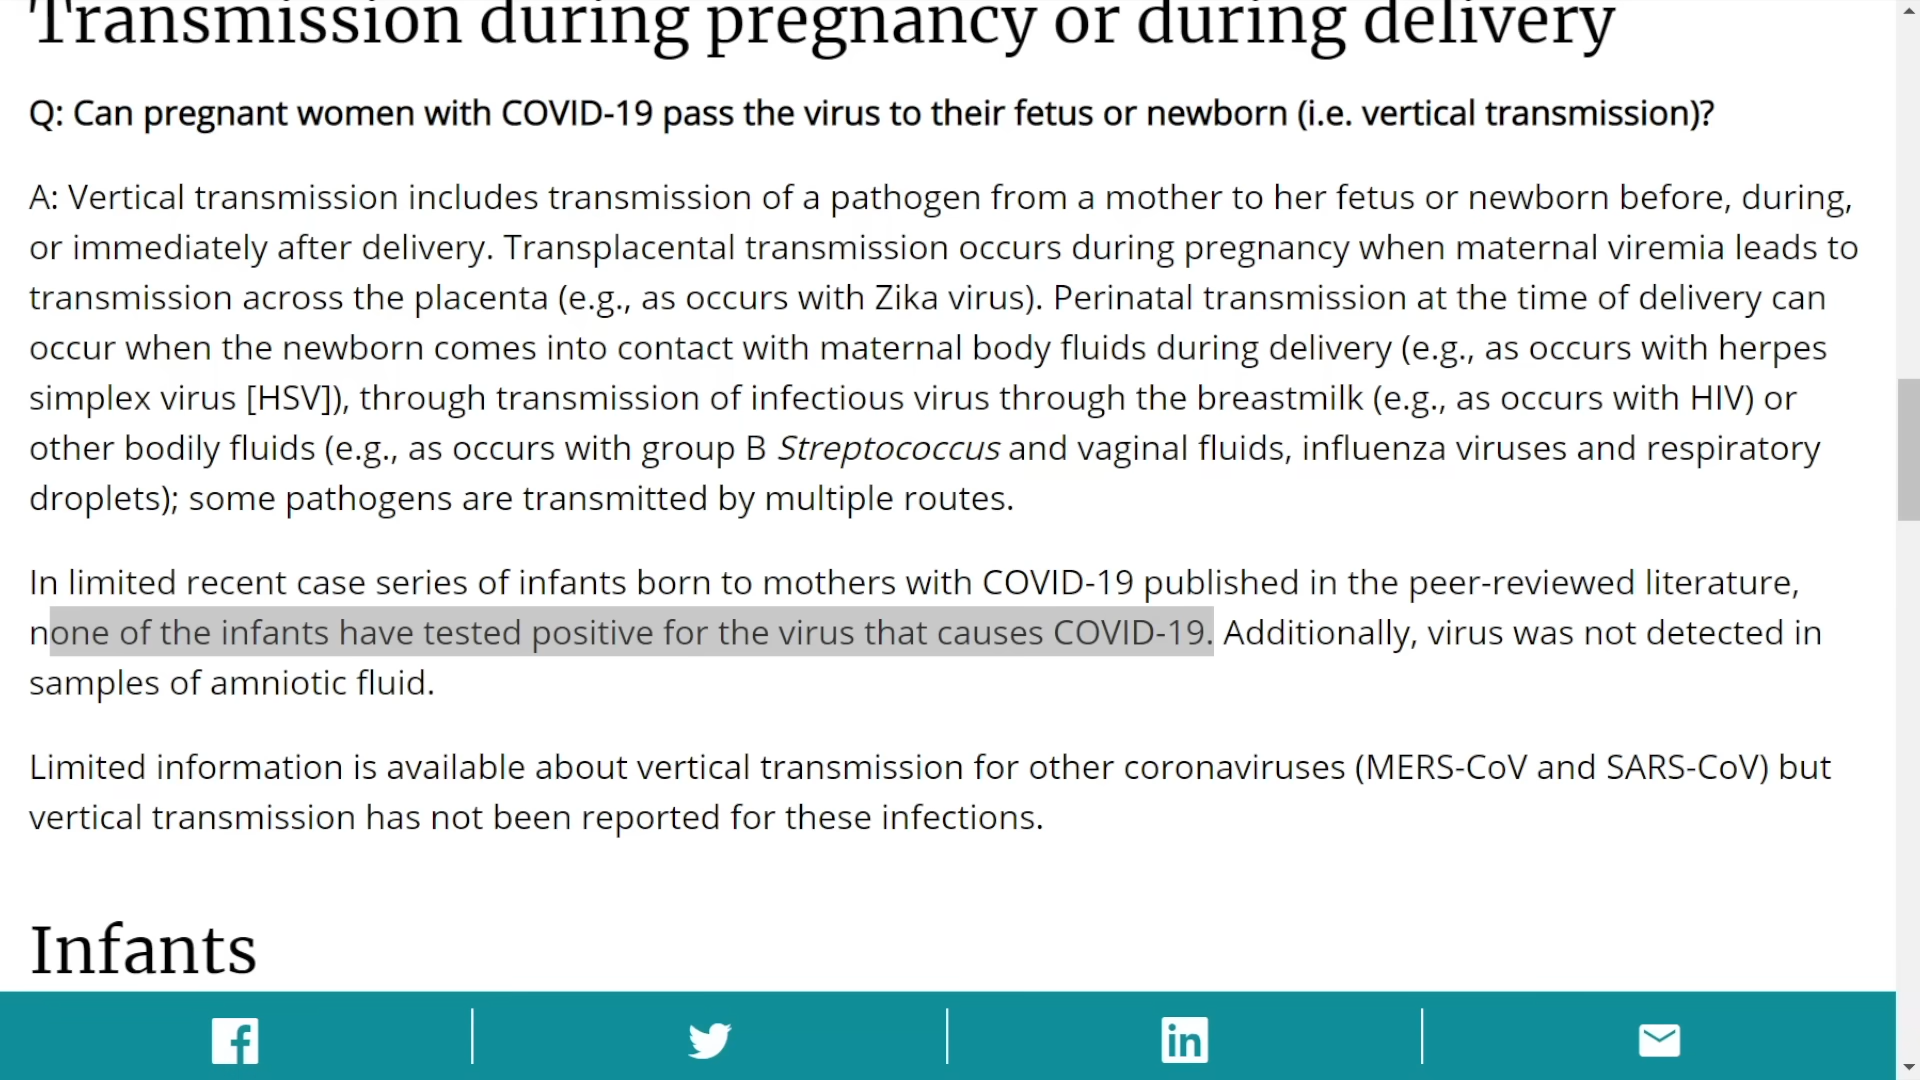 Transmission during pregnancy or during delivery
Q: Can pregnant women with COVID-19 pass the virus to their fetus or newborn (i.e. vertical transmission)?
A: Vertical transmission includes transmission of a pathogen from a mother to her fetus or newborn before, during,
or immediately after delivery. Transplacental transmission occurs during pregnancy when maternal viremia leads to
transmission across the placenta (e.g., as occurs with Zika virus). Perinatal transmission at the time of delivery can
occur when the newborn comes into contact with maternal body fluids during delivery (e.g., as occurs with herpes
simplex virus [HSV]), through transmission of infectious virus through the breastmilk (e.g., as occurs with HIV) or
other bodily fluids (e.g., as occurs with group B Streptococcus and vaginal fluids, influenza viruses and respiratory
droplets); some pathogens are transmitted by multiple routes.
In limited recent case series of infants born to mothers with COVID-19 published in the peer-reviewed literature,
none of the infants have tested positive for the virus that causes COVID-19. Additionally, virus was not detected in
samples of amniotic fluid.
Limited information is available about vertical transmission for other coronaviruses (MERS-CoV and SARS-CoV) but
vertical transmission has not been reported for these infections.
Infants